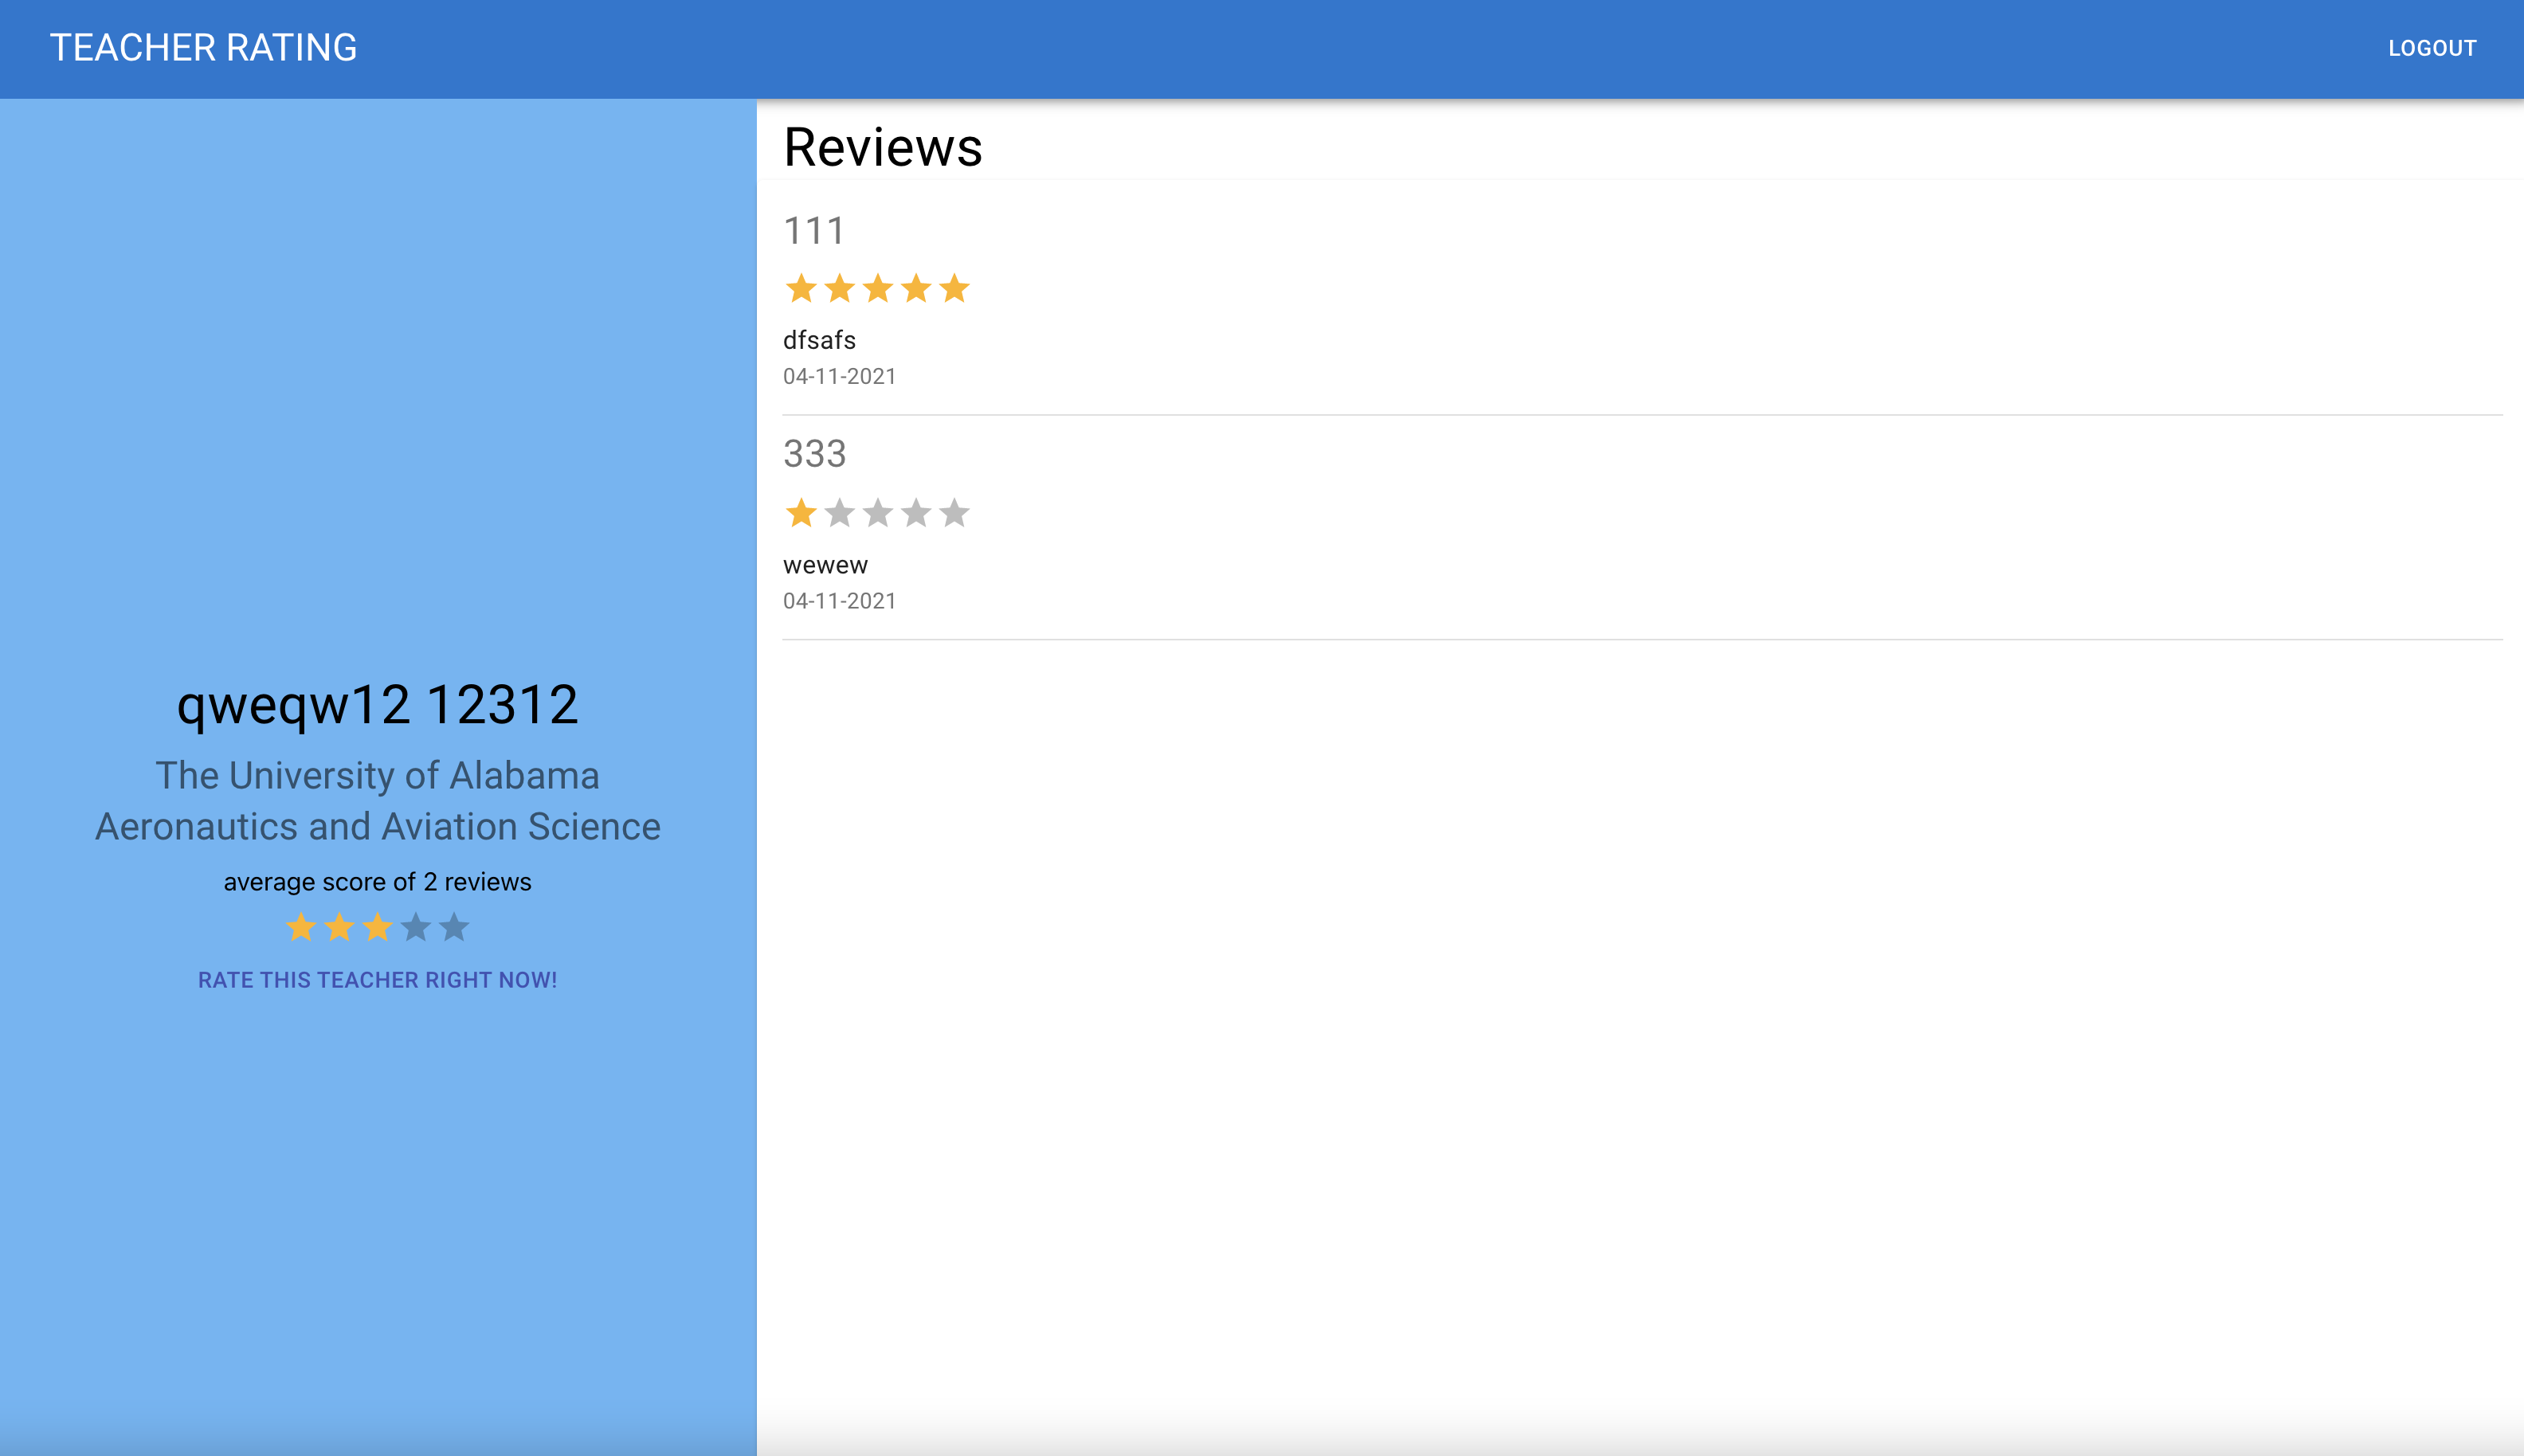 TEACHER RATING
LOGOUT
qweqw12 12312
The University of Alabama
Aeronautics and Aviation Science
average score of 2 reviews
RATE THIS TEACHER RIGHT NOW!
Reviews
111
dfsafs
04-11-2021
333
wewew
04-11-2021